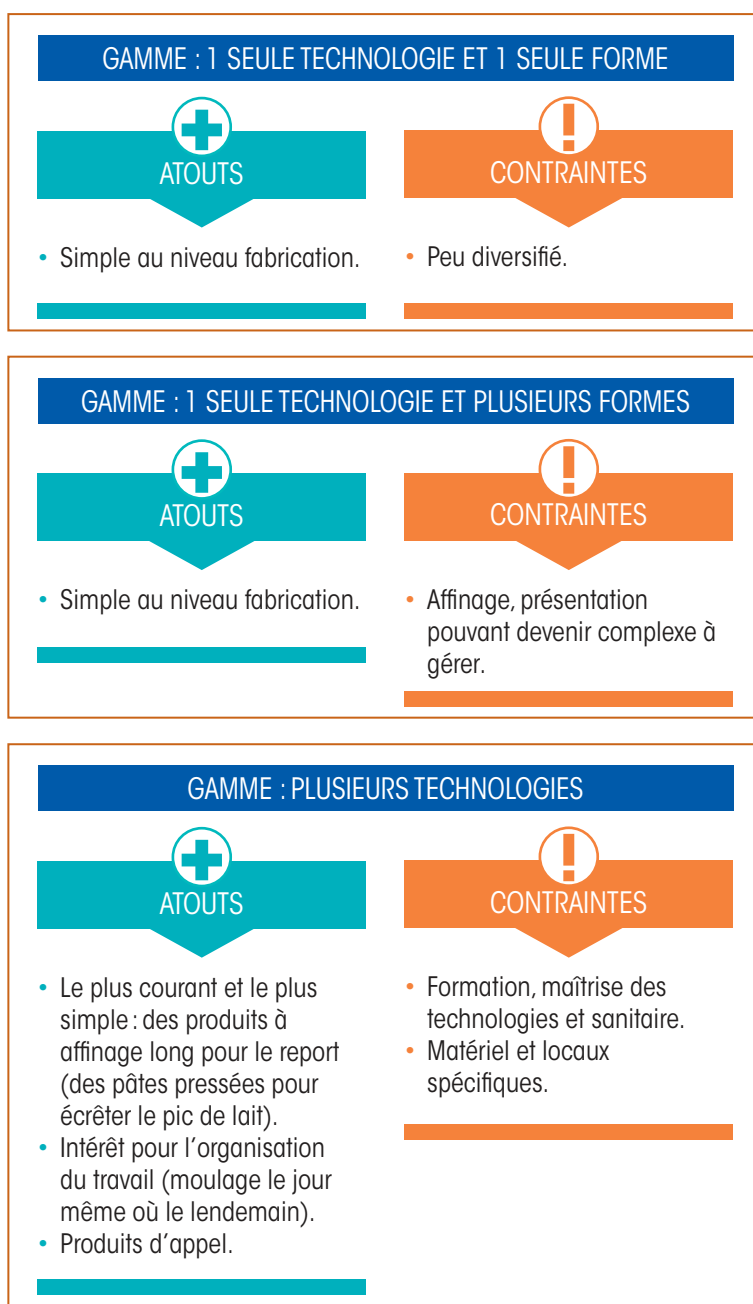 GAMME : 1 SEULE TECHNOLOGIE ET 1 SEULE FORME
ATOUTS
• Simple au niveau fabrication.
CONTRAINTES
• Peu diversifié.
GAMME : 1 SEULE TECHNOLOGIE ET PLUSIEURS FORMES
ATOUTS
• Simple au niveau fabrication.
CONTRAINTES
• Affinage, présentation
pouvant devenir complexe à
gérer.
GAMME : PLUSIEURS TECHNOLOGIES
ATOUTS
• Le plus courant et le plus
simple : des produits à
affinage long pour le report
(des pâtes pressées pour
écrêter le pic de lait).
• Intérêt pour l’organisation
du travail (moulage le jour
même où le lendemain).
• Produits d’appel.
CONTRAINTES
• Formation, maîtrise des
technologies et sanitaire.
• Matériel et locaux
spécifiques.